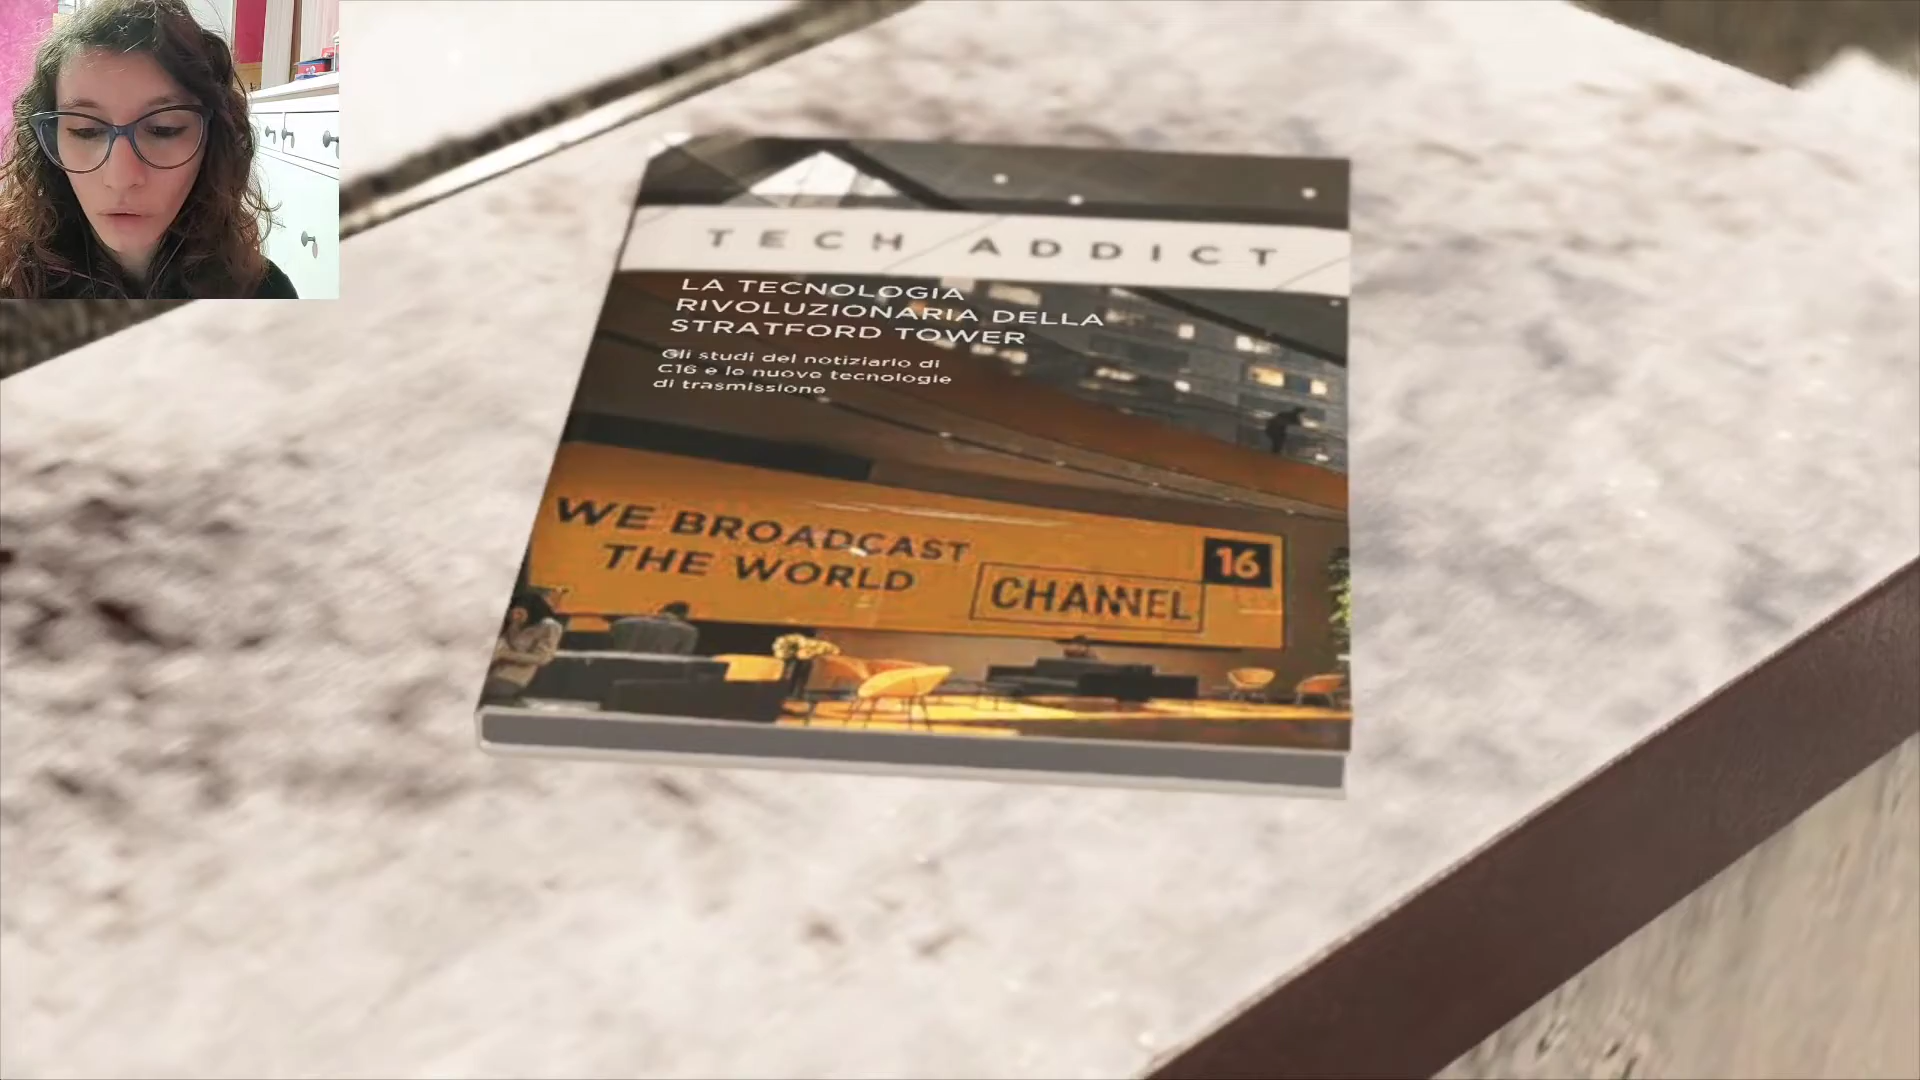 TECH ADDICT
LA TECNOLOGIA
RIVOLUZIONARIA DELLA
STRATFORD TOWER
Gli studi del notiziario di
C16 e le nuove tecnologie
di trasmissione
WE BROADCAST
THE WORLD
CHANNEL
16